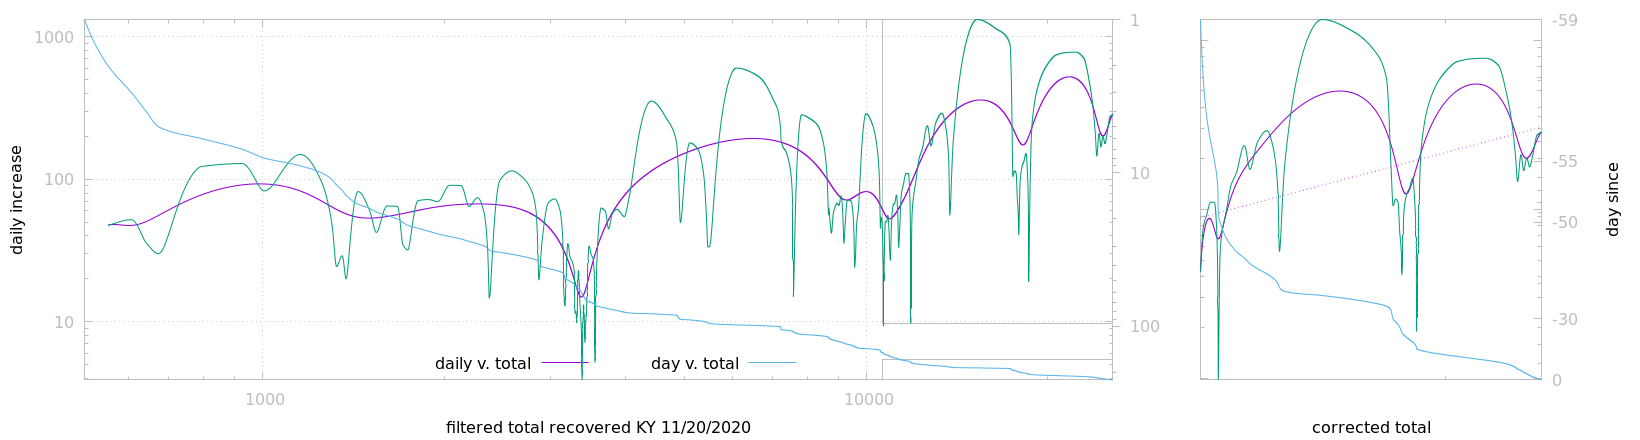 1000
100
10
daily increase
daily v. total
day v. total
1000
10000
filtered total recovered KY 11/20/2020
1
10
100
-59
-55
-50
-30
0
day since
corrected total